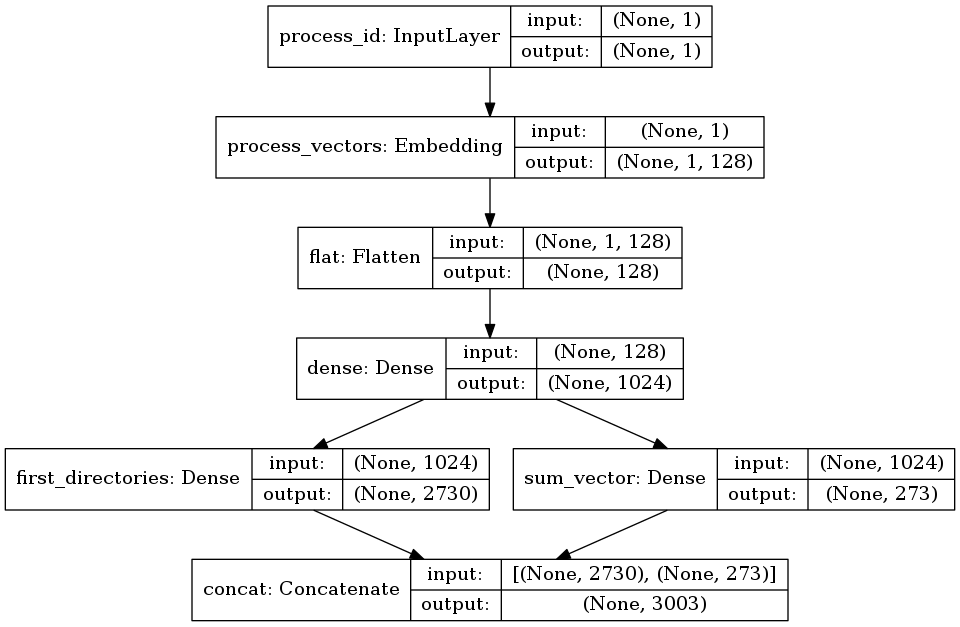 process_id: InputLayer
input: (None, 1)
output: (None, 1)
process_vectors: Embedding
input: (None, 1)
output: (None, 1, 128)
flat: Flatten
input: (None, 1, 128)
output: (None, 128)
dense: Dense
input: (None, 128)
output: (None, 1024)
first_directories: Dense
input: (None, 1024)
output: (None, 2730)
sum_vector: Dense
input: (None, 1024)
output: (None, 273)
concat: Concatenate
input: [(None, 2730), (None, 273)]
output: (None, 3003)